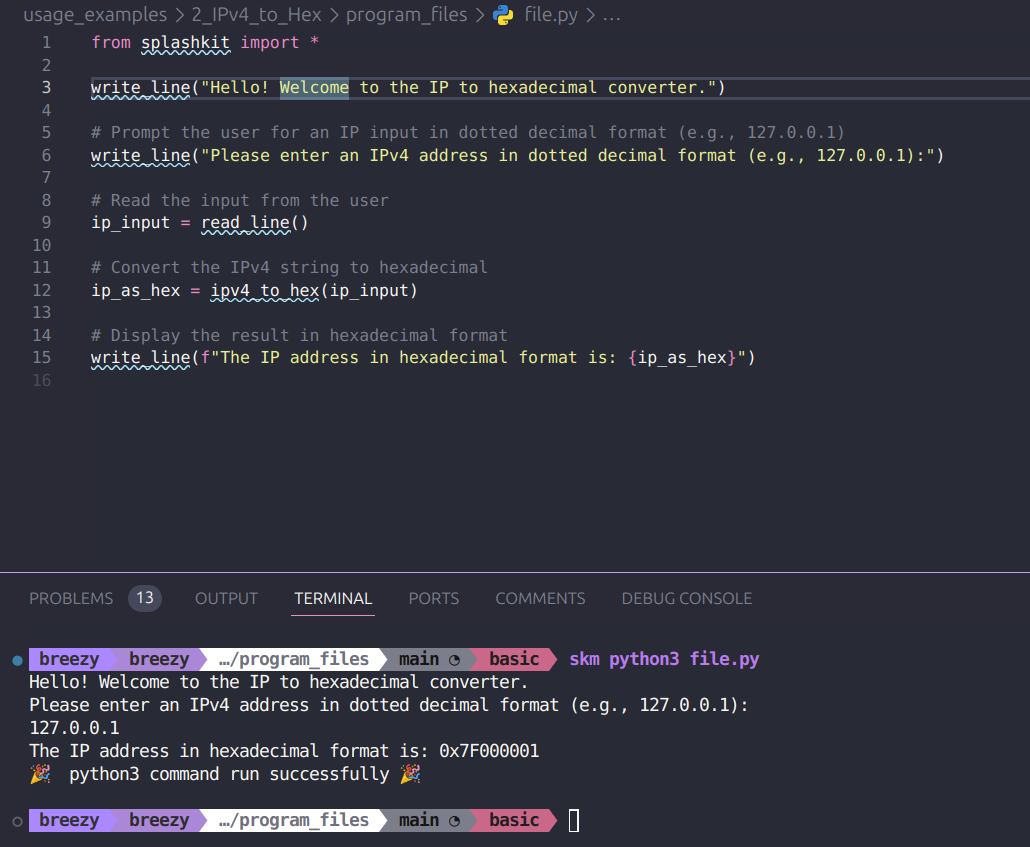 usage_examples > 2_IPv4_to_Hex > program_files > file.py > ...
1 from splashkit import *
2
3 write_line("Hello! Welcome to the IP to hexadecimal converter.")
4
5 # Prompt the user for an IP input in dotted decimal format (e.g., 127.0.0.1)
6 write_line("Please enter an IPv4 address in dotted decimal format (e.g., 127.0.0.1):")
7
8 # Read the input from the user
9 ip_input = read_line()
10
11 # Convert the IPv4 string to hexadecimal
12 ip_as_hex = ipv4_to_hex(ip_input)
13
14 # Display the result in hexadecimal format
15 write_line(f"The IP address in hexadecimal format is: {ip_as_hex}")
16
PROBLEMS 13 OUTPUT TERMINAL PORTS COMMENTS DEBUG CONSOLE
breezy breezy …/program_files main basic skm python3 file.py
Hello! Welcome to the IP to hexadecimal converter.
Please enter an IPv4 address in dotted decimal format (e.g., 127.0.0.1):
127.0.0.1
The IP address in hexadecimal format is: 0x7F000001
🎉 python3 command run successfully 🎉
breezy breezy …/program_files main basic